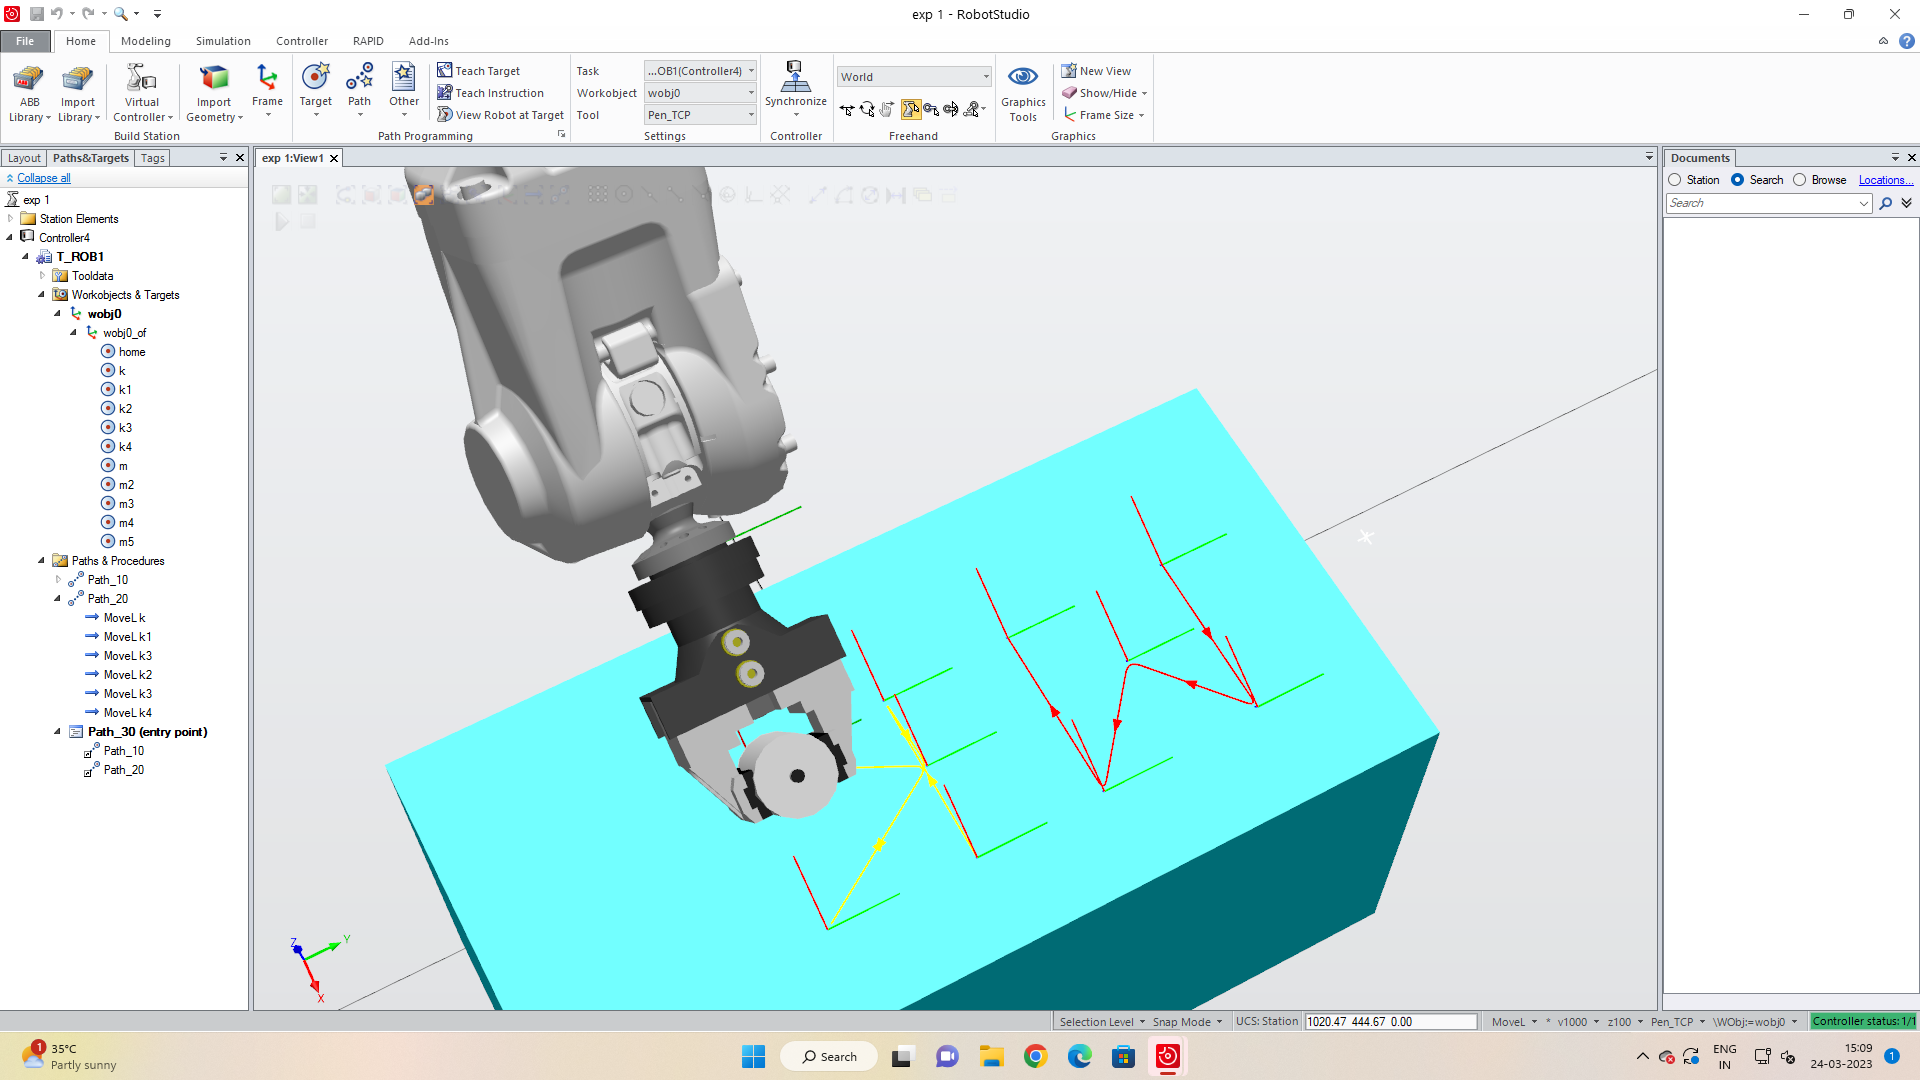 exp 1 - RobotStudio
File Home Modeling Simulation Controller RAPID Add-Ins
ABB Library
Import Library
Virtual Controller
Import Geometry
Frame
Build Station
Target
Path
Other
Teach Target
Teach Instruction
View Robot at Target
Path Programming
Task ...OB1(Controller4)
Workobject wobj0
Tool Pen_TCP
Settings
Synchronize
Controller
World
Freehand
Graphics Tools
New View
Show/Hide
Frame Size
Graphics
Layout Paths&Targets Tags
Collapse all
exp 1
Station Elements
Controller4
T_ROB1
Tooldata
Workobjects & Targets
wobj0
wobj0_of
home
k
k1
k2
k3
k4
m
m2
m3
m4
m5
Paths & Procedures
Path_10
Path_20
MoveL k
MoveL k1
MoveL k3
MoveL k2
MoveL k3
MoveL k4
Path_30 (entry point)
Path_10
Path_20
exp 1:View1
Z
Y
X
Documents
Station Search Browse Locations...
Search
Selection Level Snap Mode UCS: Station 1020.47 444.67 0.00 MoveL * v1000 z100 Pen_TCP \WObj:=wobj0 Controller status: 1/1
1
35°C
Partly sunny
Search
ENG
IN
15:09
24-03-2023
1